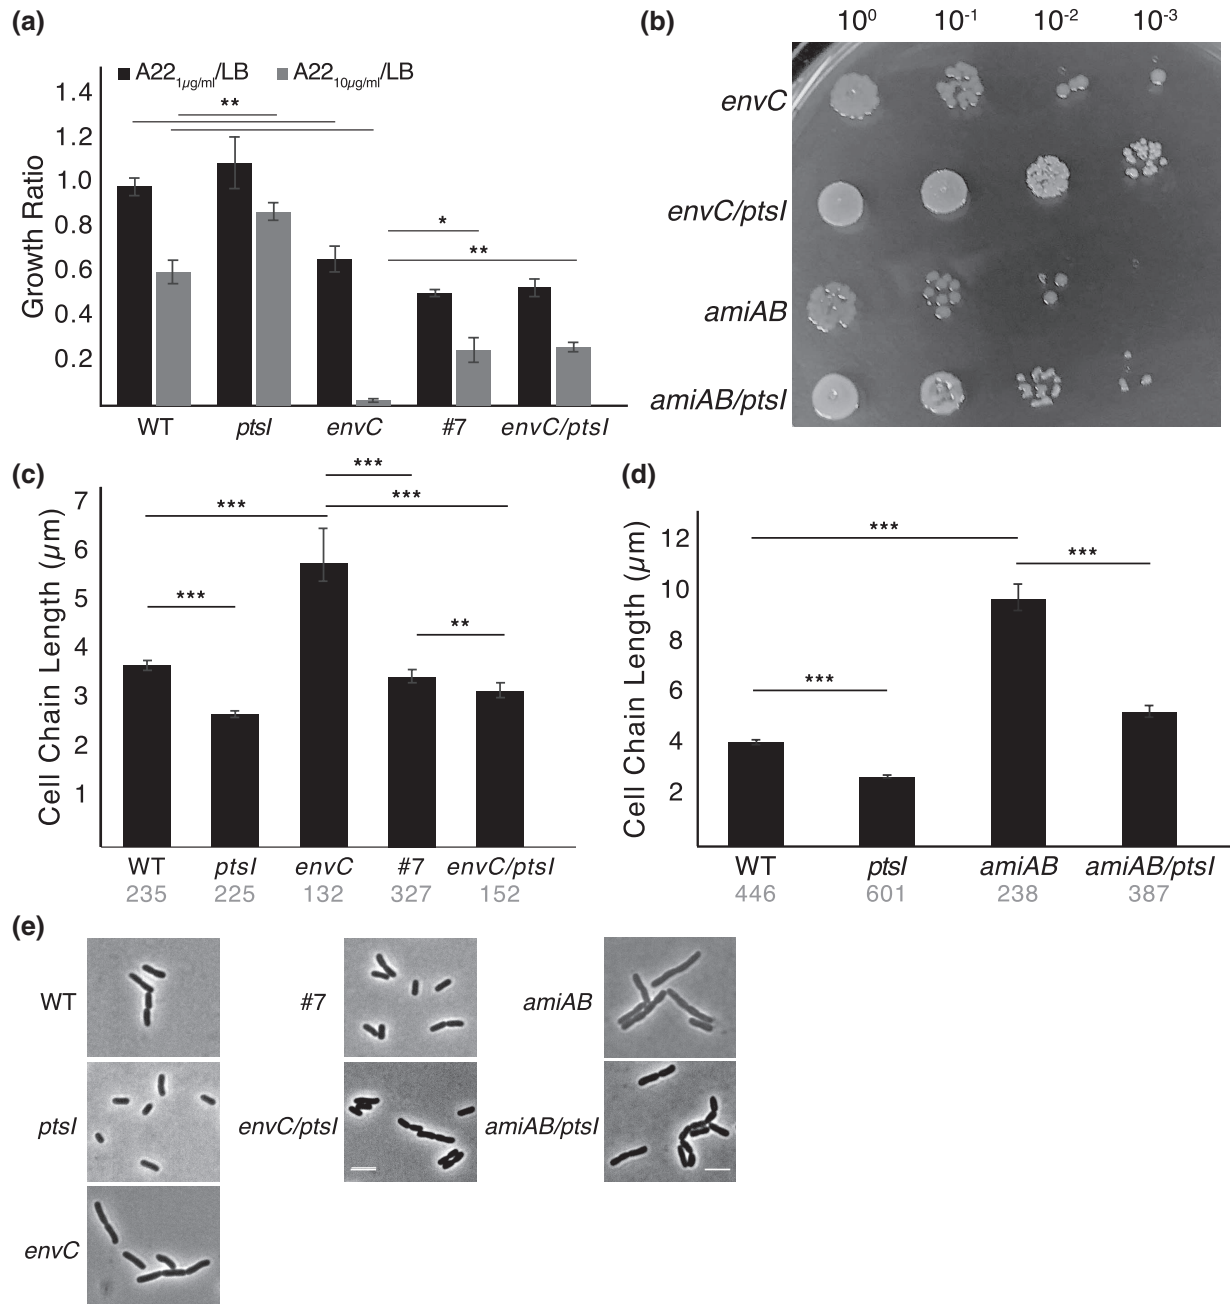 (a)
A22 1µg/ml/LB A22 10µg/ml/LB
Growth Ratio
1.4
1.2
1.0
0.8
0.6
0.4
0.2
**
*
**
WT ptsI envC #7 envC/ptsI
(b)
10⁰ 10⁻¹ 10⁻² 10⁻³
envC
envC/ptsI
amiAB
amiAB/ptsI
(c)
Cell Chain Length (µm)
7
6
5
4
3
2
1
***
***
***
***
**
WT ptsI envC #7 envC/ptsI
235 225 132 327 152
(d)
Cell Chain Length (µm)
12
10
8
6
4
2
***
***
***
WT ptsI amiAB amiAB/ptsI
446 601 238 387
(e)
WT #7 amiAB
ptsI envC/ptsI amiAB/ptsI
envC